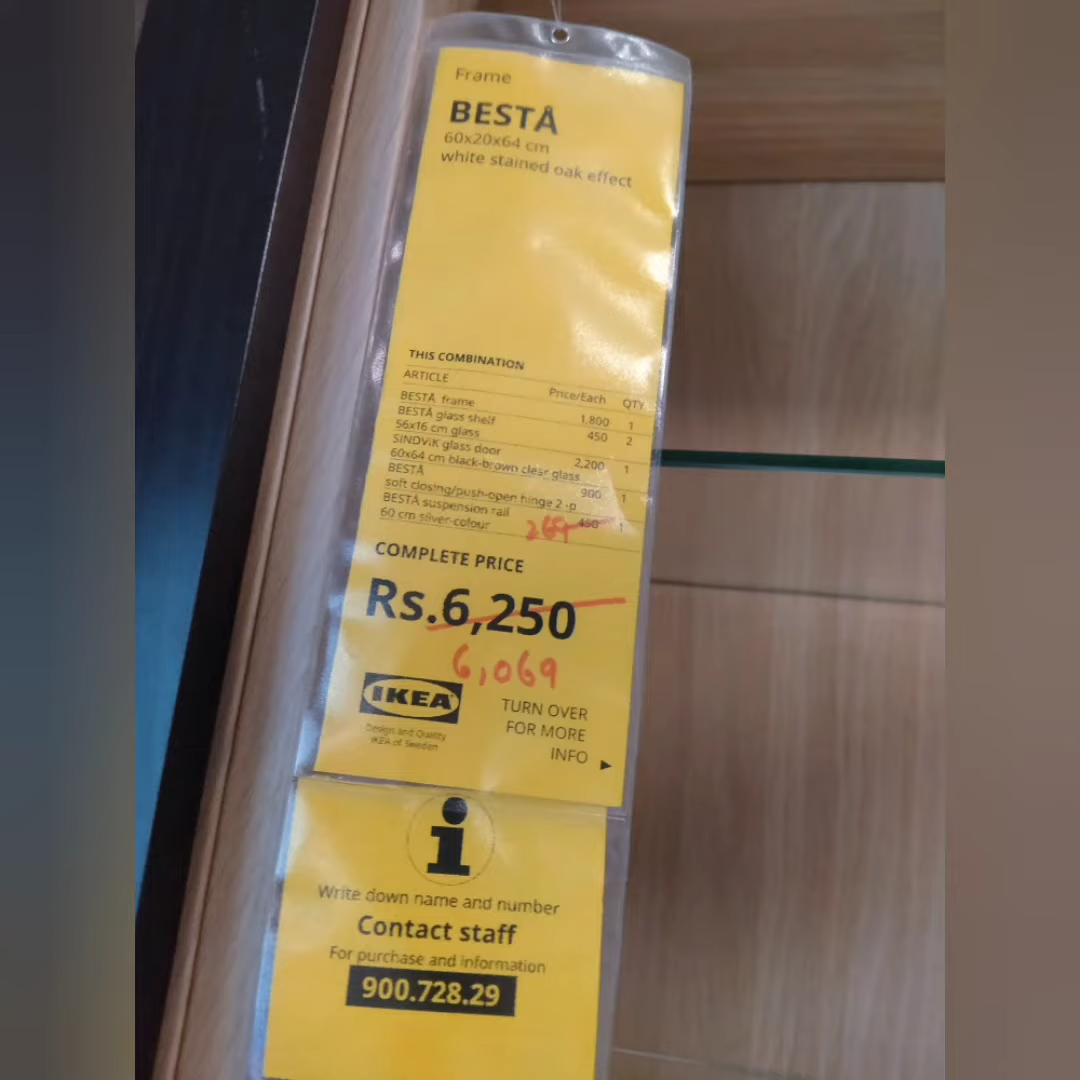 Frame
BESTÅ
60x20x64 cm
white stained oak effect
THIS COMBINATION
ARTICLE Price/Each QTY
BESTÅ frame 1,800 1
BESTÅ glass shelf 450 2
56x16 cm glass
SINDVIK glass door 2,200 1
60x64 cm black-brown clear glass
BESTÅ 900 1
soft closing/push-open hinge 2 -p
BESTÅ suspension rail 269 450 1
60 cm silver-colour
COMPLETE PRICE
Rs.6,250
6,069
IKEA
Design and Quality
IKEA of Sweden
TURN OVER
FOR MORE
INFO ▶
i
Write down name and number
Contact staff
For purchase and information
900.728.29